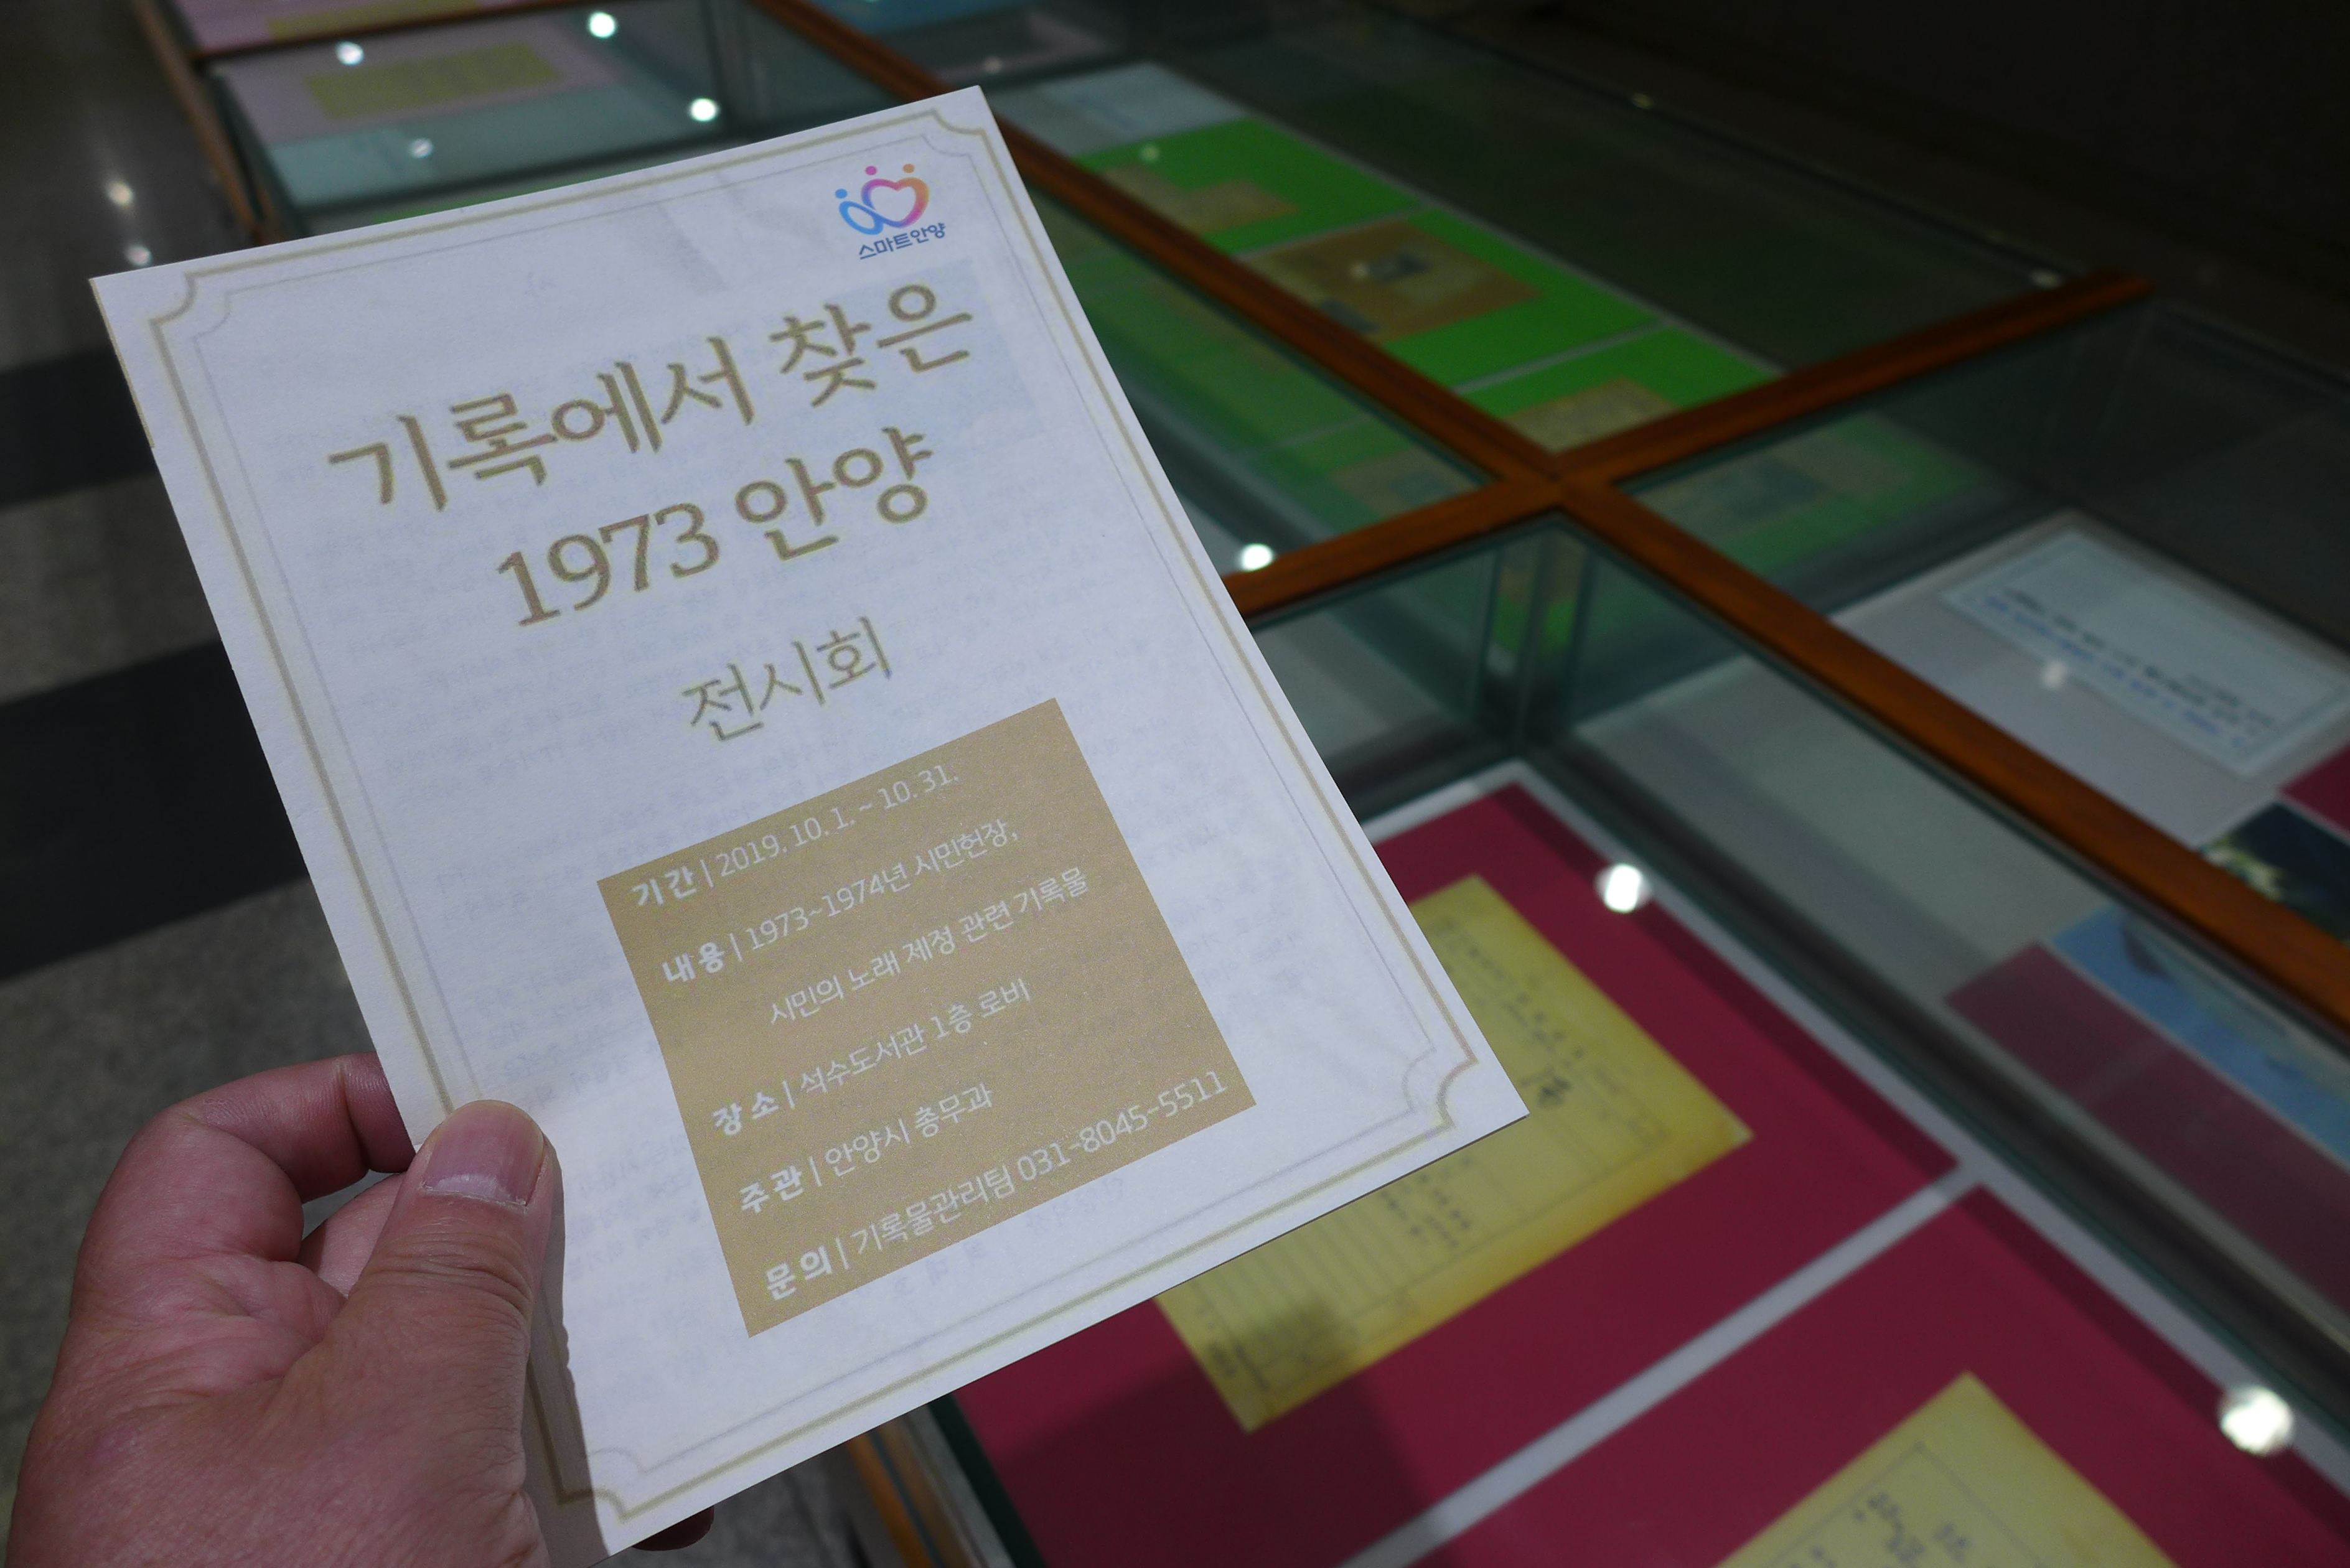 스마트안양
기록에서 찾은
1973 안양
전시회
기간 | 2019. 10. 1. ~ 10. 31.
내용 | 1973~1974년 시민헌장,
시민의 노래 제정 관련 기록물
장소 | 석수도서관 1층 로비
주관 | 안양시 총무과
문의 | 기록물관리팀 031-8045-5511